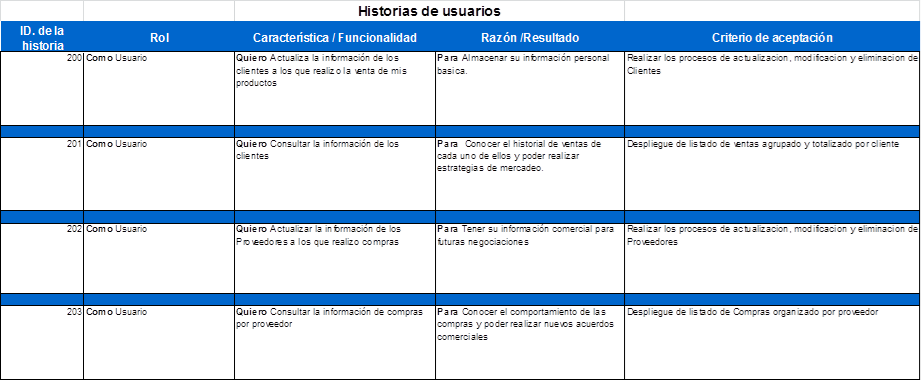 Historias de usuarios
ID. de la
historia
Rol
Característica / Funcionalidad
Razón /Resultado
Criterio de aceptación
200
Como Usuario
Quiero Actualiza la información de los
clientes a los que realizo la venta de mis
productos
Para Almacenar su información personal
basica.
Realizar los procesos de actualizacion, modificacion y eliminacion de
Clientes
201
Como Usuario
Quiero Consultar la información de los
clientes
Para Conocer el historial de ventas de
cada uno de ellos y poder realizar
estrategias de mercadeo.
Despliegue de listado de ventas agrupado y totalizado por cliente
202
Como Usuario
Quiero Actualizar la información de los
Proveedores a los que realizo compras
Para Tener su información comercial para
futuras negociaciones
Realizar los procesos de actualizacion, modificacion y eliminacion de
Proveedores
203
Como Usuario
Quiero Consultar la información de compras
por proveedor
Para Conocer el comportamiento de las
compras y poder realizar nuevos acuerdos
comerciales
Despliegue de listado de Compras organizado por proveedor